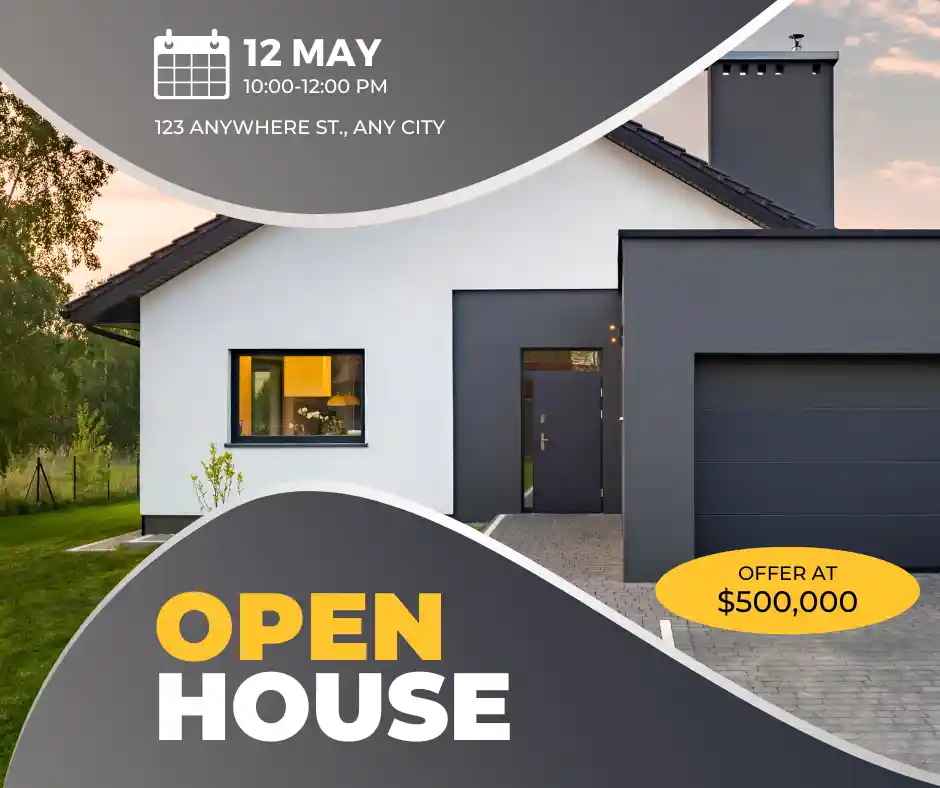 12 MAY
10:00-12:00 PM
123 ANYWHERE ST., ANY CITY
OPEN
HOUSE
OFFER AT
$500,000